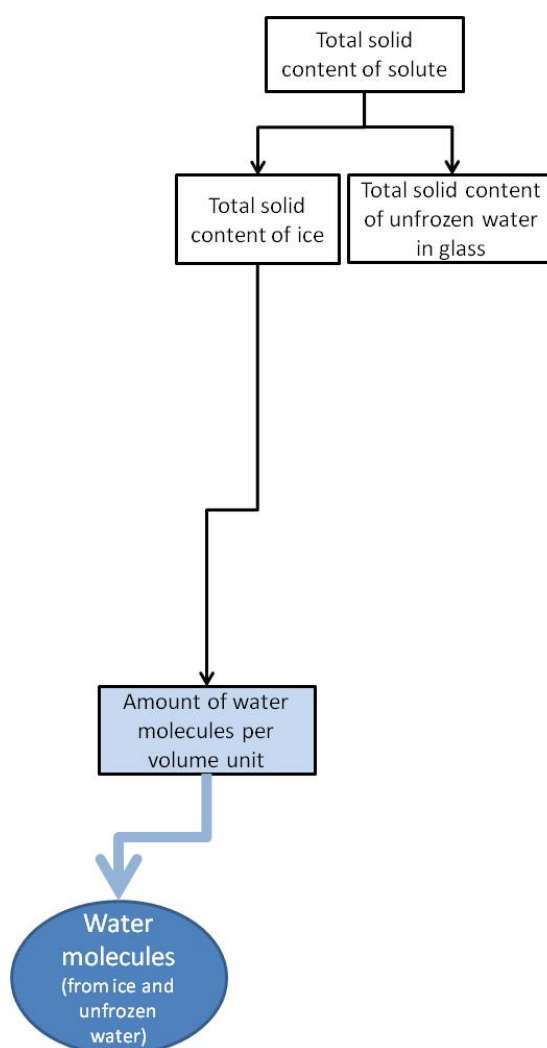 Total solid
content of solute
Total solid
content of ice
Total solid content
of unfrozen water
in glass
Amount of water
molecules per
volume unit
Water
molecules
(from ice and
unfrozen
water)